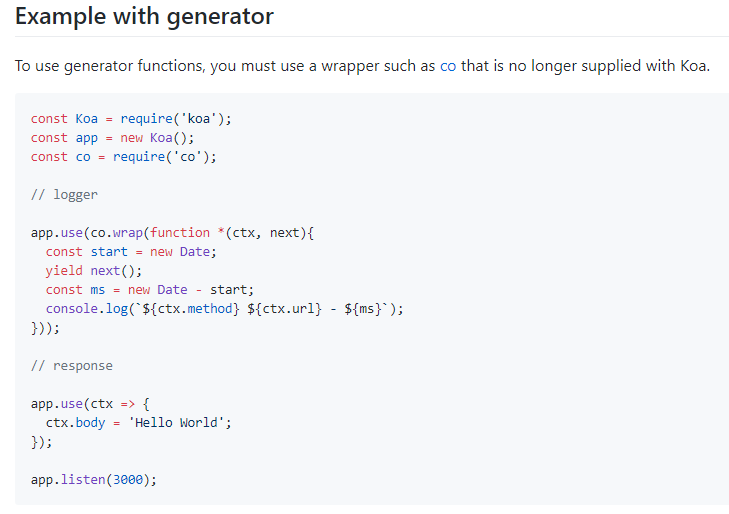 Example with generator
To use generator functions, you must use a wrapper such as co that is no longer supplied with Koa.
const Koa = require('koa');
const app = new Koa();
const co = require('co');
// logger
app.use(co.wrap(function *(ctx, next){
  const start = new Date;
  yield next();
  const ms = new Date - start;
  console.log(`${ctx.method} ${ctx.url} - ${ms}`);
}));
// response
app.use(ctx => {
  ctx.body = 'Hello World';
});
app.listen(3000);